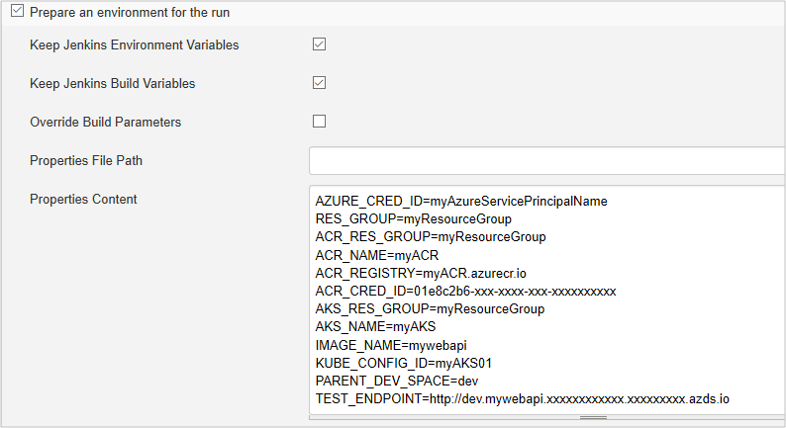 Prepare an environment for the run
Keep Jenkins Environment Variables
Keep Jenkins Build Variables
Override Build Parameters
Properties File Path
Properties Content
AZURE_CRED_ID=myAzureServicePrincipalName
RES_GROUP=myResourceGroup
ACR_RES_GROUP=myResourceGroup
ACR_NAME=myACR
ACR_REGISTRY=myACR.azurecr.io
ACR_CRED_ID=01e8c2b6-xxx-xxxx-xxx-xxxxxxxxxx
AKS_RES_GROUP=myResourceGroup
AKS_NAME=myAKS
IMAGE_NAME=mywebapi
KUBE_CONFIG_ID=myAKS01
PARENT_DEV_SPACE=dev
TEST_ENDPOINT=http://dev.mywebapi.xxxxxxxxxxxx.xxxxxxxxx.azds.io